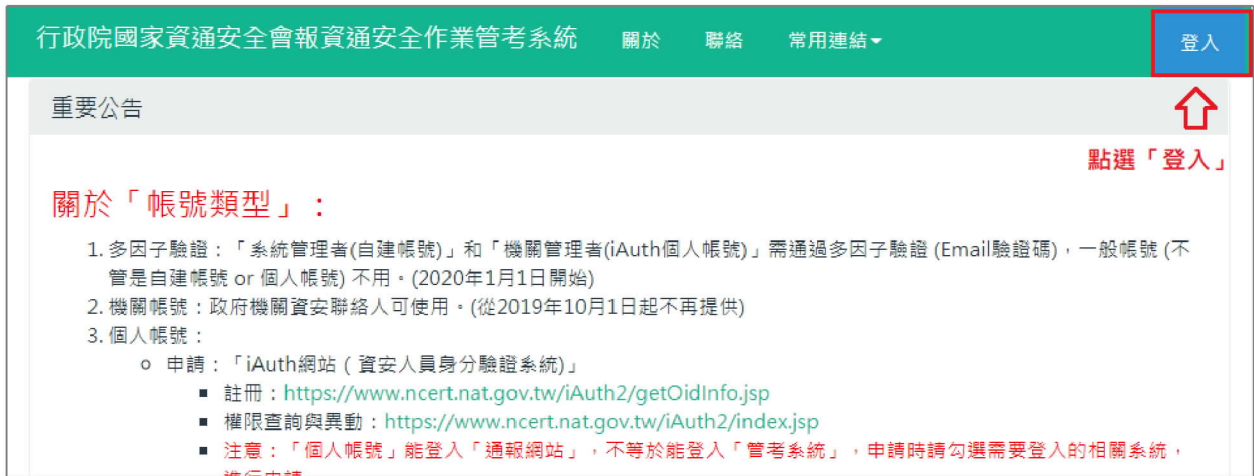 行政院國家資通安全會報資通安全作業管考系統 關於 聯絡 常用連結 登入
重要公告
點選「登入」
關於「帳號類型」:
1. 多因子驗證:「系統管理者(自建帳號)」和「機關管理者(iAuth個人帳號)」需通過多因子驗證 (Email驗證碼),一般帳號 (不
管是自建帳號 or 個人帳號) 不用。(2020年1月1日開始)
2. 機關帳號:政府機關資安聯絡人可使用。(從2019年10月1日起不再提供)
3. 個人帳號:
申請:「iAuth網站 ( 資安人員身分驗證系統)」
註冊:https://www.ncert.nat.gov.tw/iAuth2/getOidInfo.jsp
權限查詢與異動:https://www.ncert.nat.gov.tw/iAuth2/index.jsp
注意:「個人帳號」能登入「通報網站」,不等於能登入「管考系統」,申請時請勾選需要登入的相關系統,